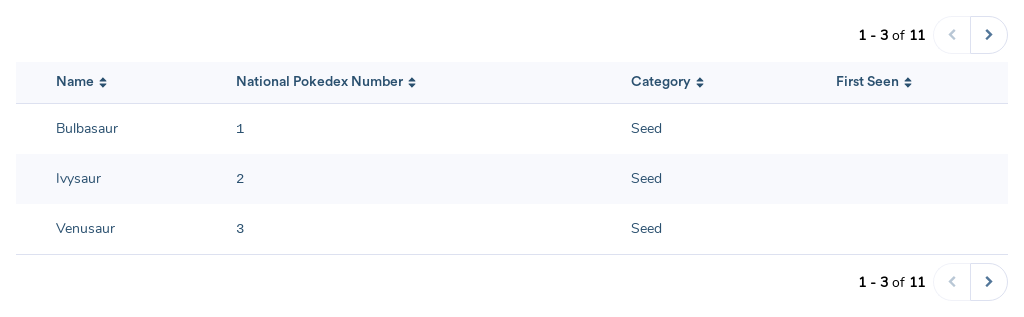 1 - 3 of 11
Name National Pokedex Number Category First Seen
Bulbasaur 1 Seed
Ivysaur 2 Seed
Venusaur 3 Seed
1 - 3 of 11